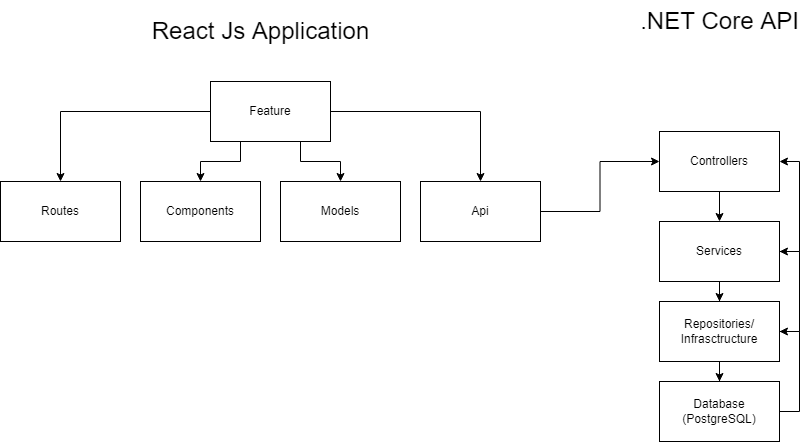 React Js Application
.NET Core API
Feature
Routes
Components
Models
Api
Controllers
Services
Repositories/
Infrasctructure
Database
(PostgreSQL)